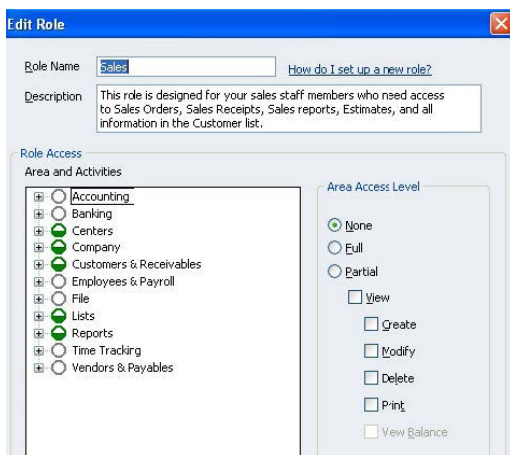 Edit Role
Role Name Sales How do I set up a new role?
Description This role is designed for your sales staff members who need access
to Sales Orders, Sales Receipts, Sales reports, Estimates, and all
information in the Customer list.
Role Access
Area and Activities
Accounting
Banking
Centers
Company
Customers & Receivables
Employees & Payroll
File
Lists
Reports
Time Tracking
Vendors & Payables
Area Access Level
None
Full
Partial
View
Create
Modify
Delete
Print
View Balance